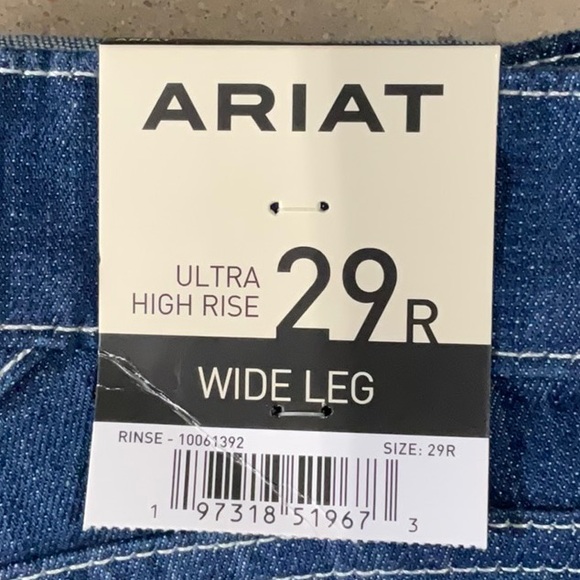 ARIAT
ULTRA
HIGH RISE 29R
WIDE LEG
RINSE - 10061392 SIZE: 29R
1 97318 51967 3